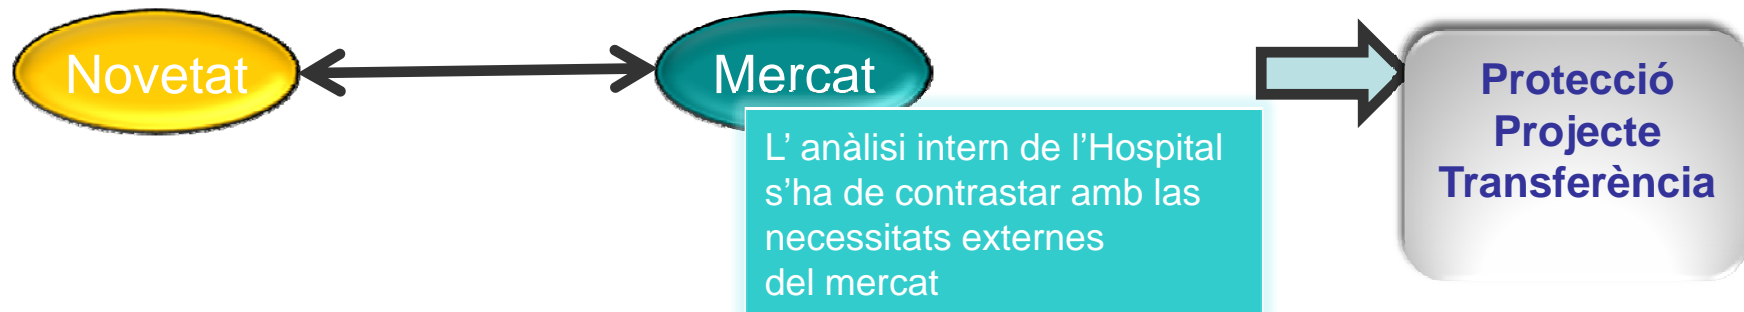 Novetat
Mercat
L' anàlisi intern de l'Hospital
s'ha de contrastar amb las
necessitats externes
del mercat
Protecció
Projecte
Transferència